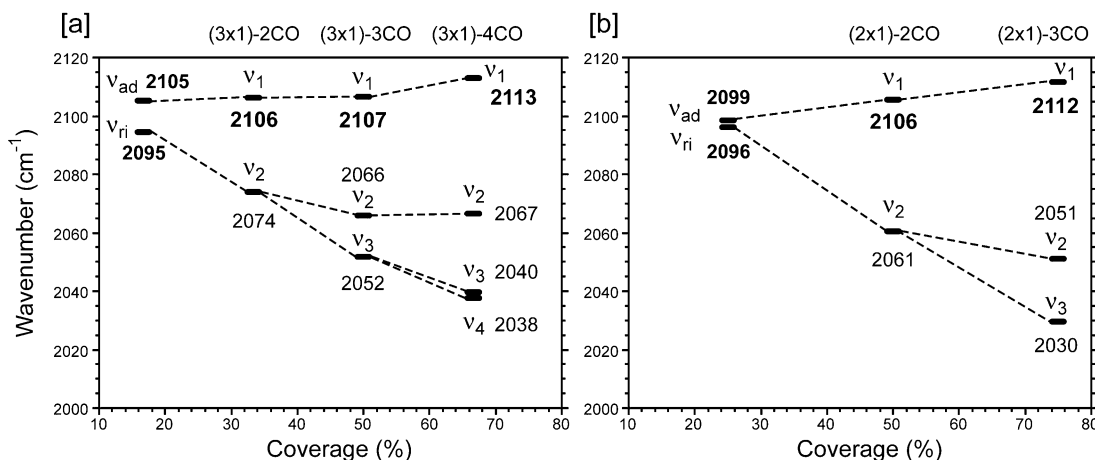 [a]
(3x1)-2CO (3x1)-3CO (3x1)-4CO
Wavenumber (cm⁻¹)
2120
2100
2080
2060
2040
2020
2000
10 20 30 40 50 60 70 80
Coverage (%)
ν_ad 2105
ν_ri
2095
ν₁
2106
ν₂
2074
ν₁
2107
2066
ν₂
ν₃
2052
ν₁
2113
ν₂ 2067
ν₃ 2040
ν₄ 2038
[b]
(2x1)-2CO (2x1)-3CO
2120
2100
2080
2060
2040
2020
2000
10 20 30 40 50 60 70 80
Coverage (%)
2099
ν_ad
ν_ri 2096
ν₁
2106
ν₂
2061
ν₁
2112
2051
ν₂
ν₃
2030